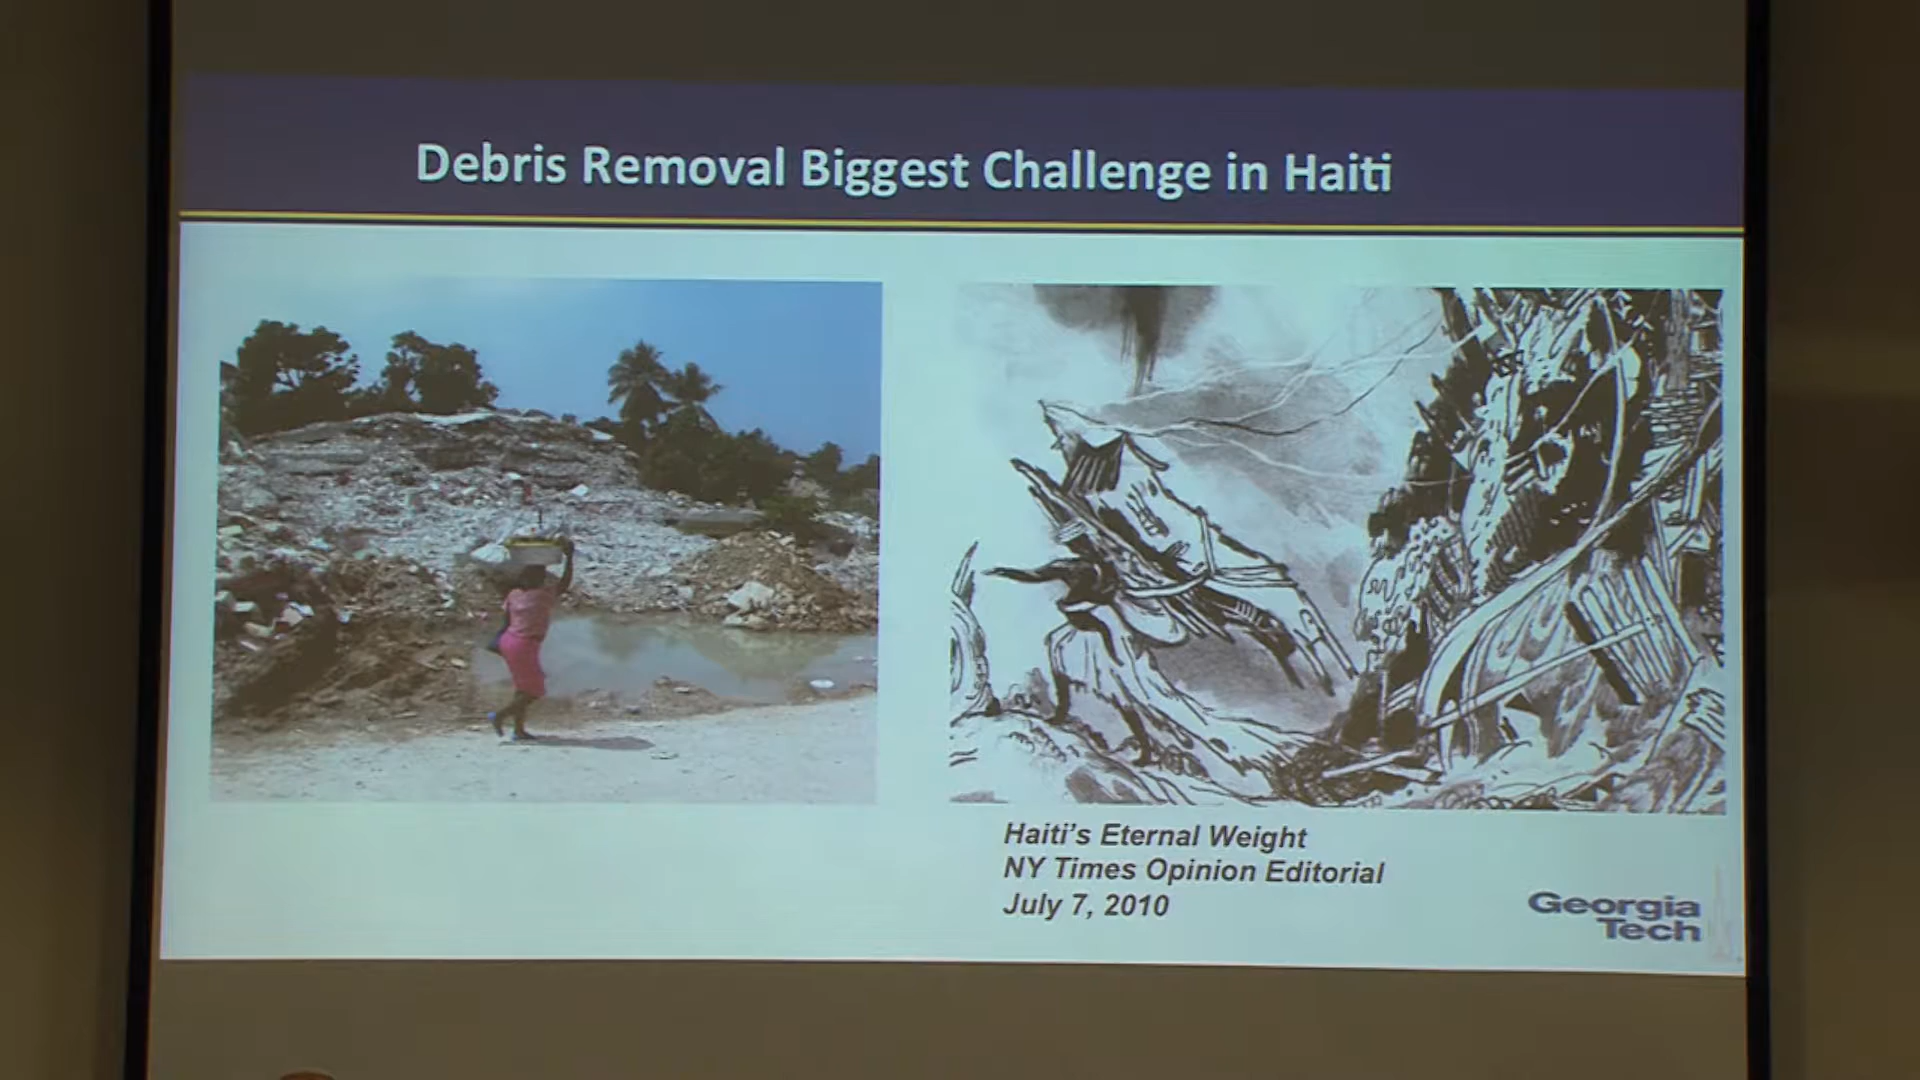 Debris Removal Biggest Challenge in Haiti
Haiti's Eternal Weight
NY Times Opinion Editorial
July 7, 2010
Georgia
Tech